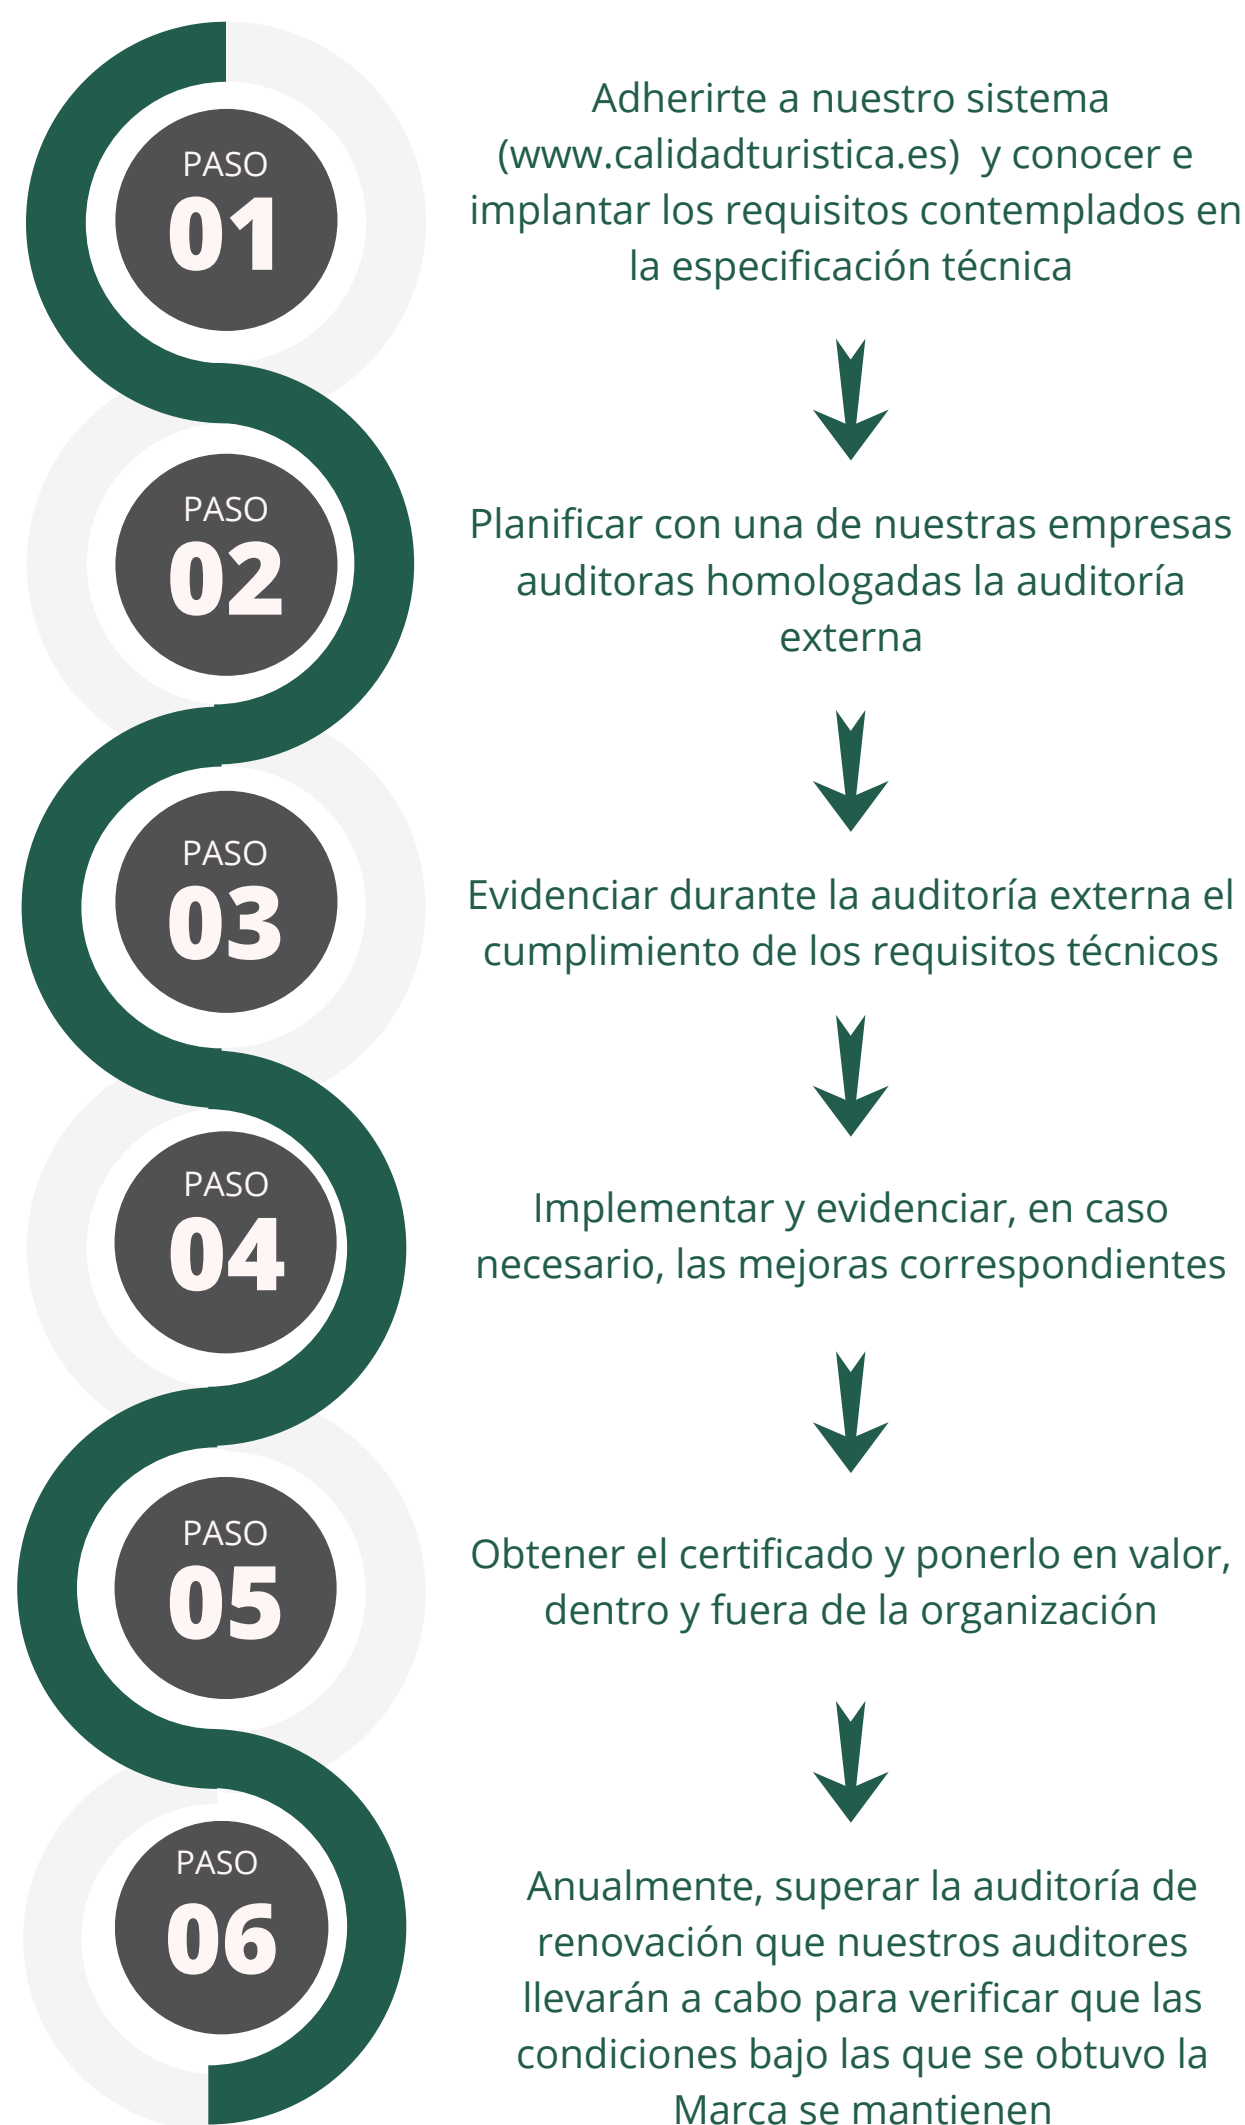 PASO
01
Adherirte a nuestro sistema
(www.calidadturistica.es)  y conocer e
implantar los requisitos contemplados en
la especificación técnica
PASO
02
Planificar con una de nuestras empresas
auditoras homologadas la auditoría
externa
PASO
03
Evidenciar durante la auditoría externa el
cumplimiento de los requisitos técnicos
PASO
04
Implementar y evidenciar, en caso
necesario, las mejoras correspondientes
PASO
05
Obtener el certificado y ponerlo en valor,
dentro y fuera de la organización
PASO
06
Anualmente, superar la auditoría de
renovación que nuestros auditores
llevarán a cabo para verificar que las
condiciones bajo las que se obtuvo la
Marca se mantienen